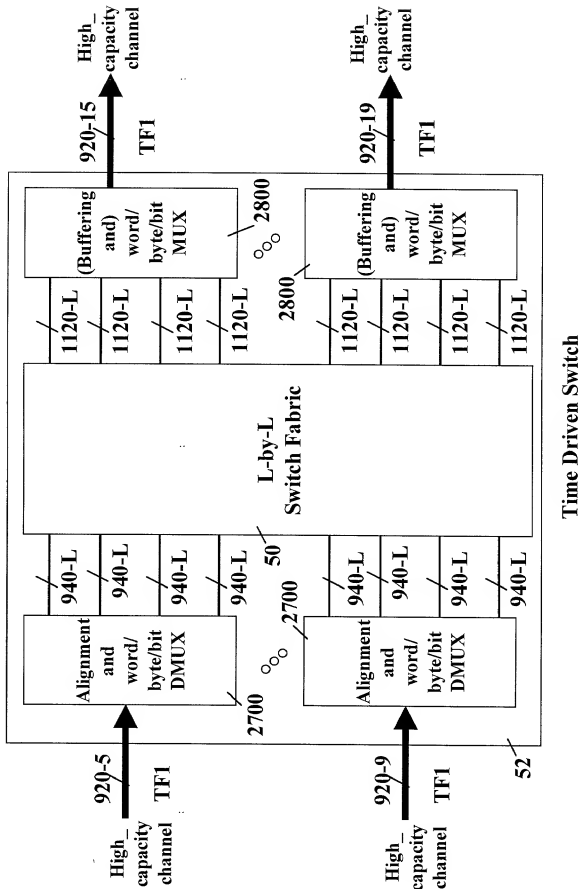 High_
capacity
channel
920-5
TF1
Alignment
and
word/
byte/bit
DMUX
2700
940-L
940-L
940-L
940-L
L-by-L
Switch Fabric
50
1120-L
1120-L
1120-L
1120-L
(Buffering
and)
word/
byte/bit
MUX
2800
920-15
TF1
High_
capacity
channel
High_
capacity
channel
920-9
TF1
Alignment
and
word/
byte/bit
DMUX
2700
940-L
940-L
940-L
940-L
1120-L
1120-L
1120-L
1120-L
(Buffering
and)
word/
byte/bit
MUX
2800
920-19
TF1
High_
capacity
channel
52
Time Driven Switch